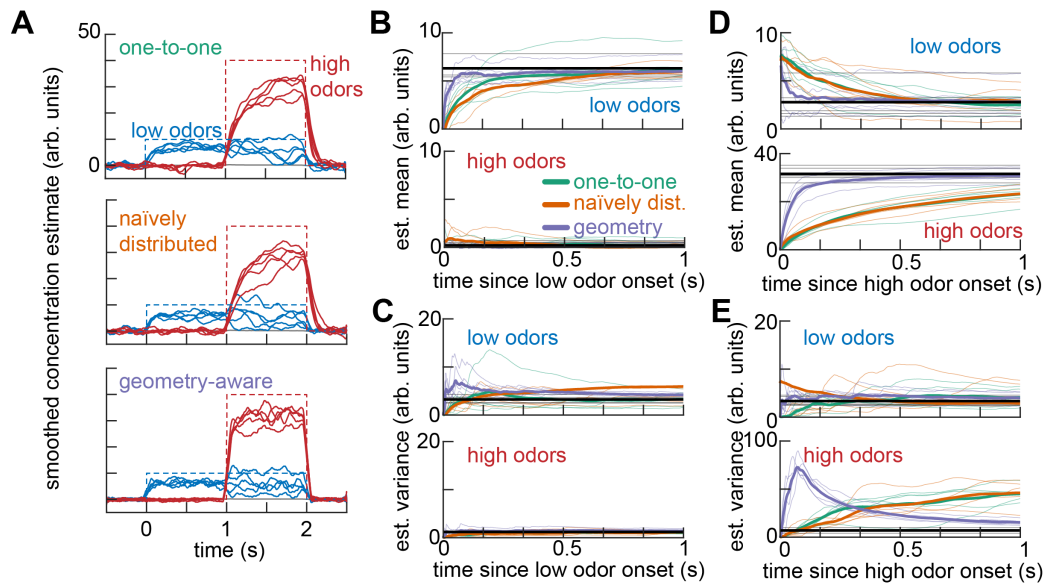 A
smoothed concentration estimate (arb. units)
50
0
one-to-one
high
odors
low odors
naïvely
distributed
geometry-aware
0
1
2
time (s)
B
est. mean (arb. units)
10
0
low odors
10
0
high odors
one-to-one
naïvely dist.
geometry
0
0.5
1
time since low odor onset (s)
C
est. variance (arb. units)
20
0
low odors
20
0
high odors
0
0.5
1
time since low odor onset (s)
D
est. mean (arb. units)
10
0
low odors
40
0
high odors
0
0.5
1
time since high odor onset (s)
E
est. variance (arb. units)
20
0
low odors
100
0
high odors
0
0.5
1
time since high odor onset (s)